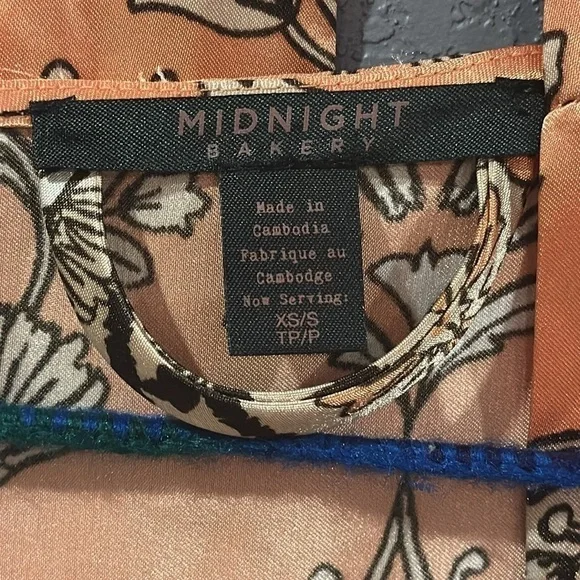 MIDNIGHT
BAKERY
Made in
Cambodia
Fabrique au
Cambodge
Now Serving:
XS/S
TP/P